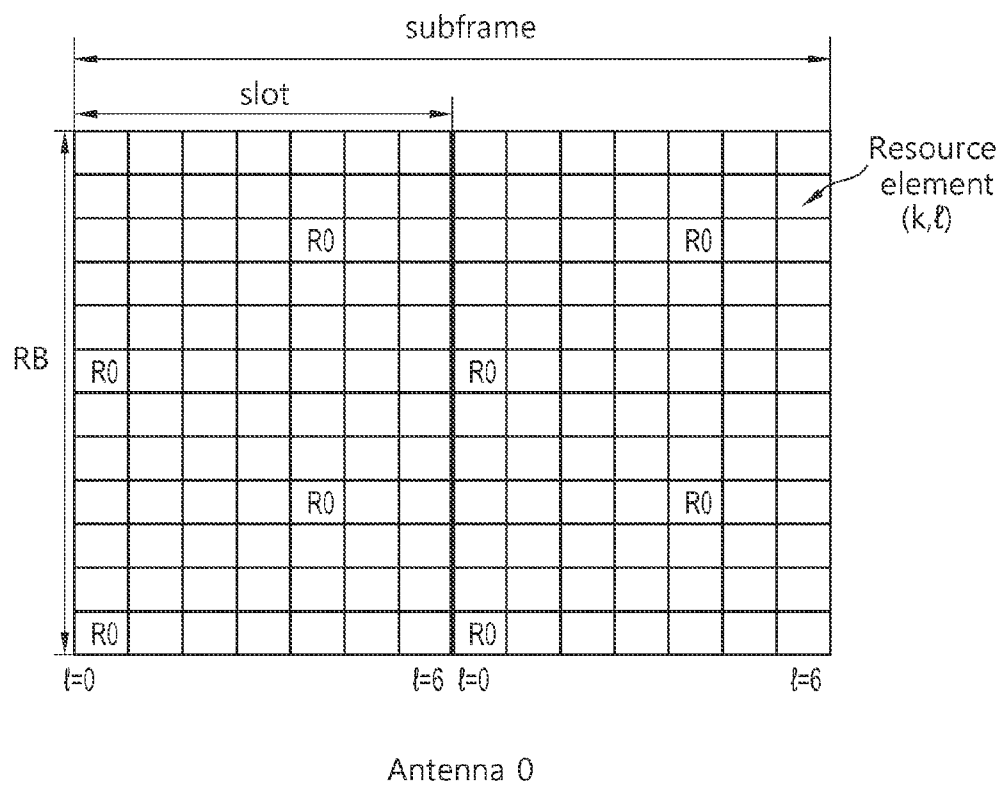 subframe
slot
Resource
element
(k,ℓ)
R0 R0
RB
R0 R0
R0 R0
R0 R0
ℓ=0 ℓ=6 ℓ=0 ℓ=6
Antenna 0